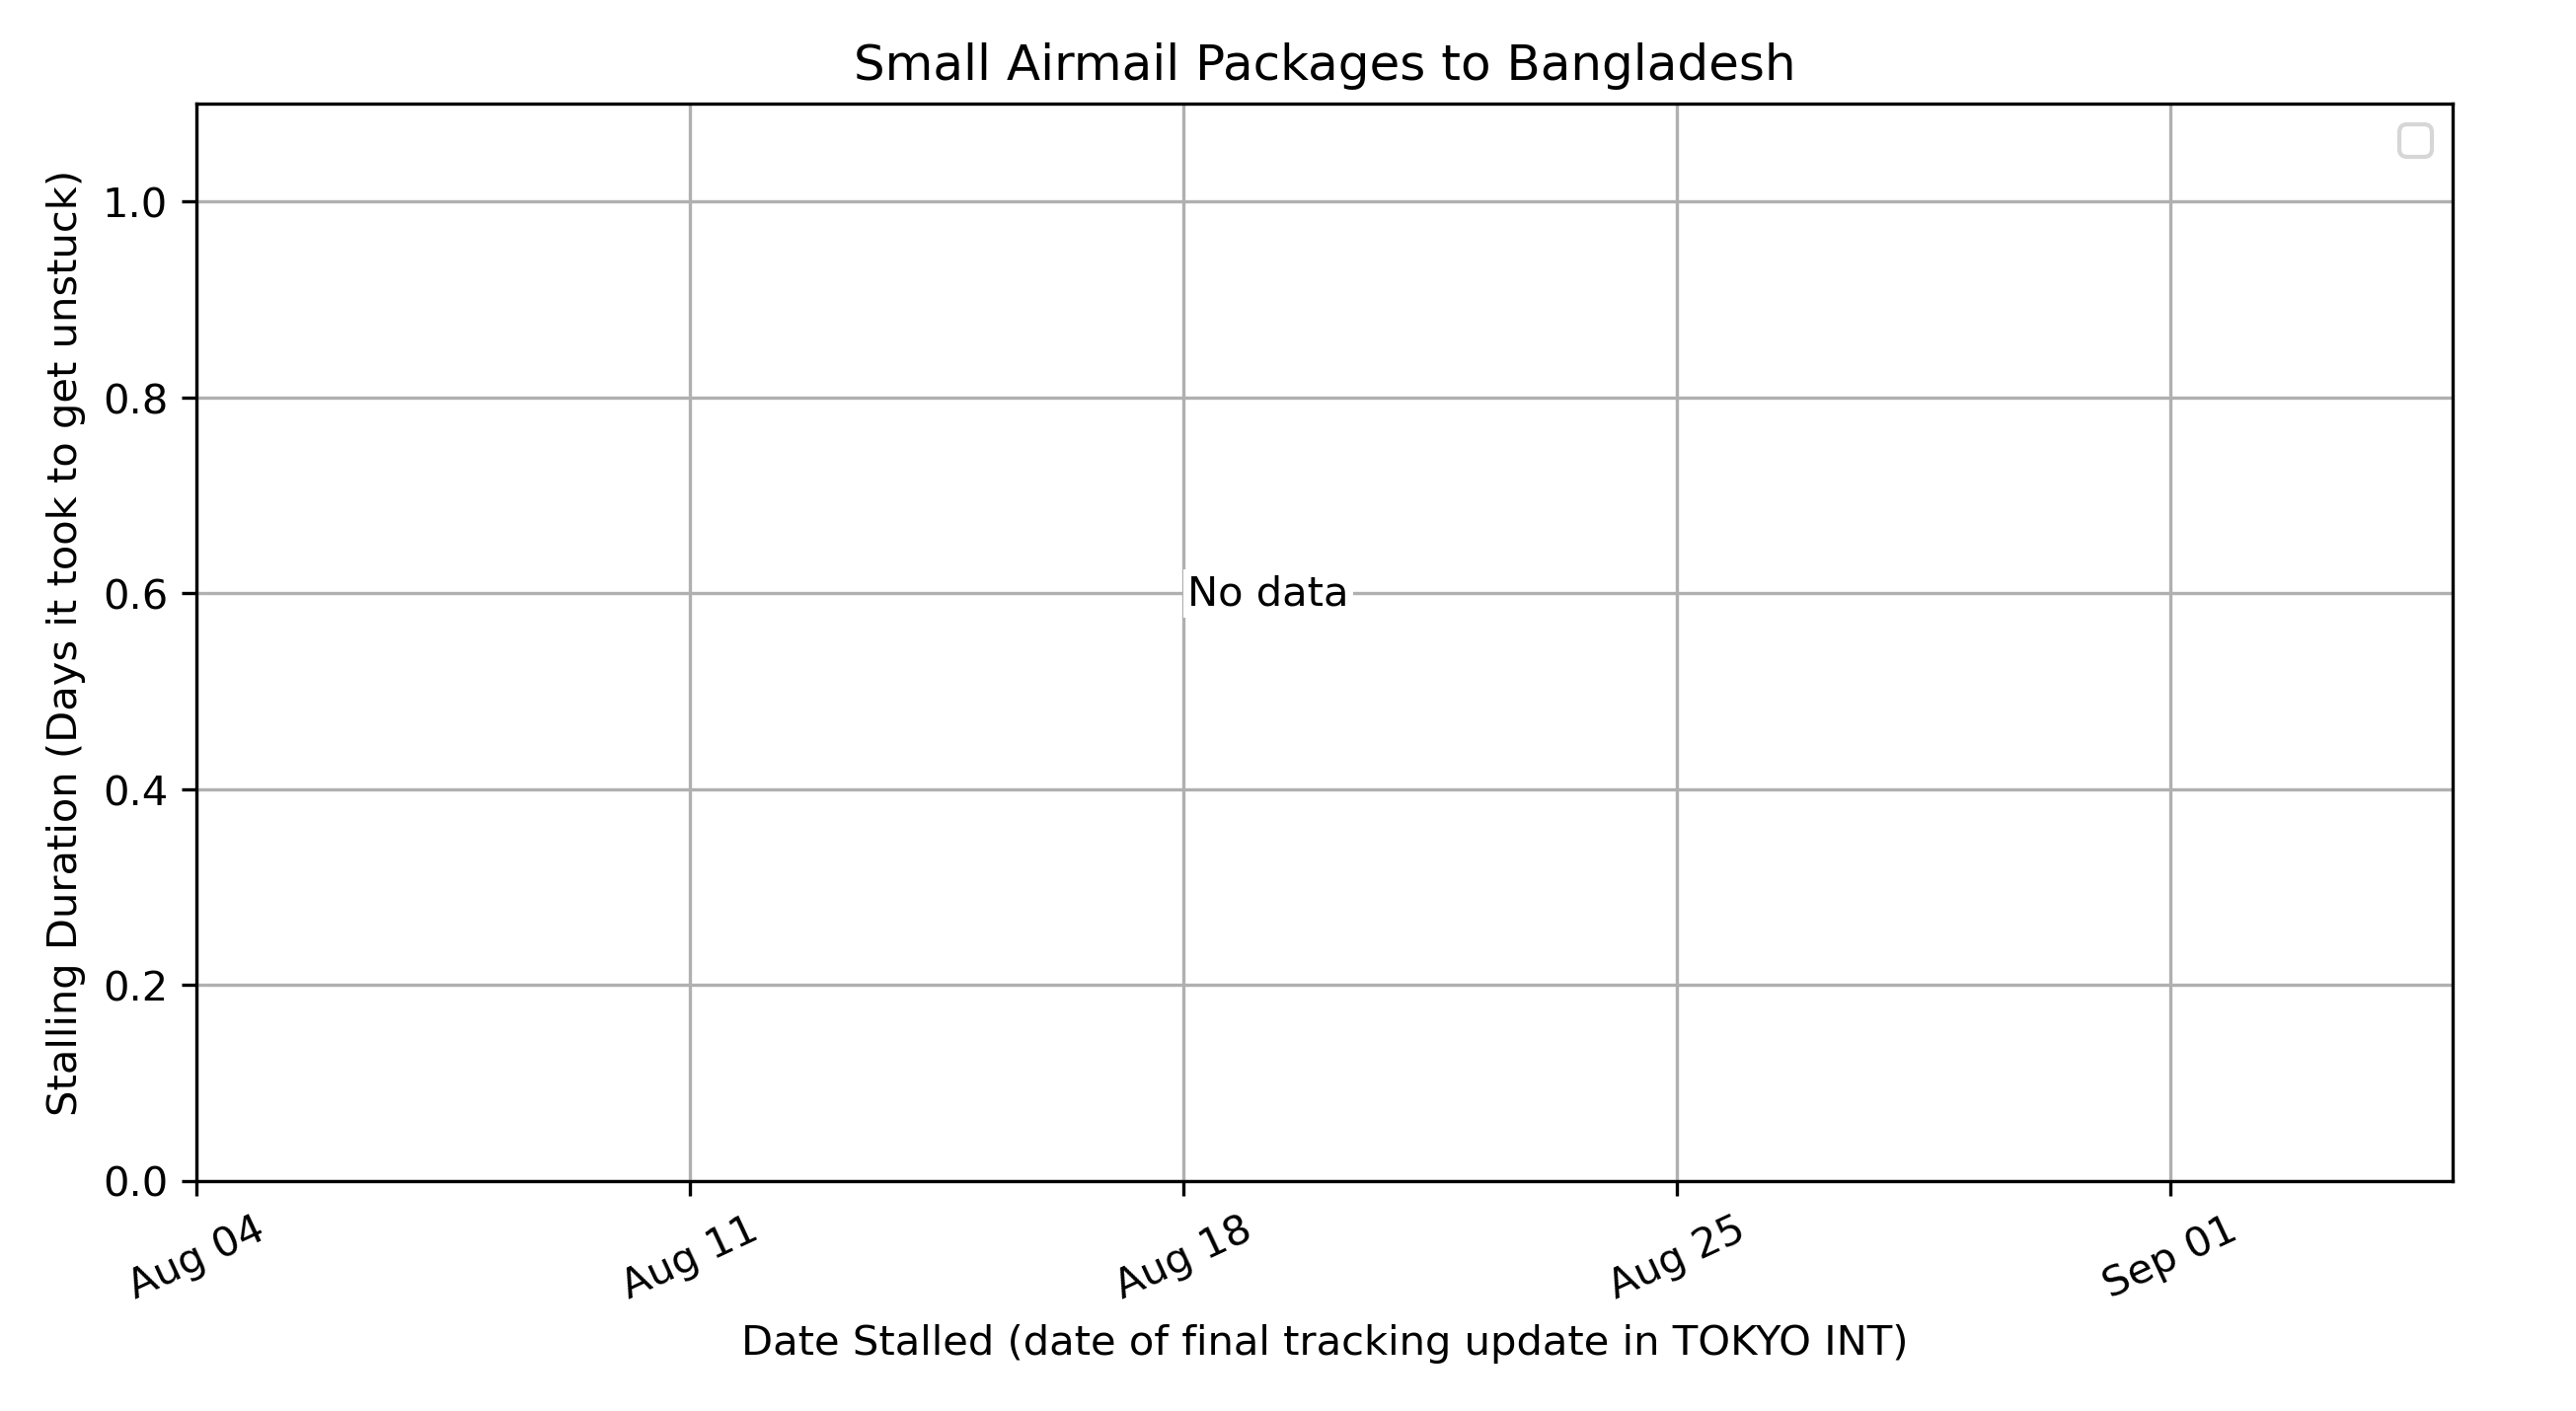 Small Airmail Packages to Bangladesh
Stalling Duration (Days it took to get unstuck)
1.0
0.8
0.6
0.4
0.2
0.0
No data
Aug 04
Aug 11
Aug 18
Aug 25
Sep 01
Date Stalled (date of final tracking update in TOKYO INT)